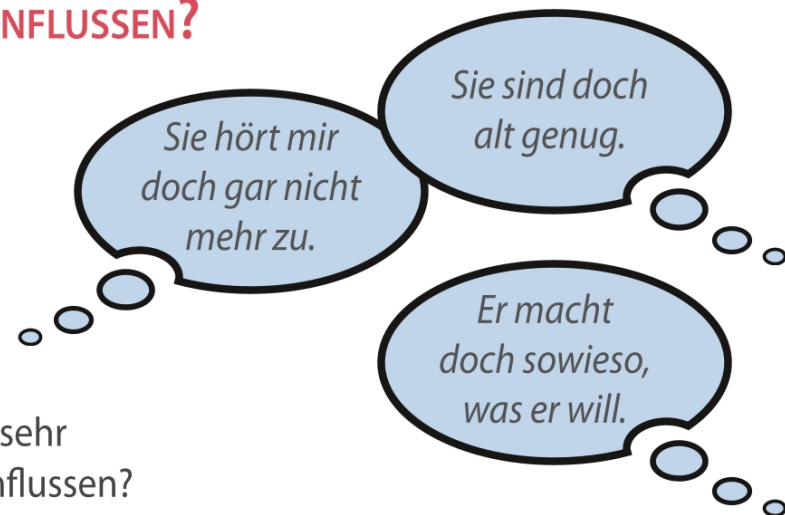 NFLUSSEN?
Sie sind doch
alt genug.
Sie hört mir
doch gar nicht
mehr zu.
Er macht
doch sowieso,
was er will.
sehr
nflussen?